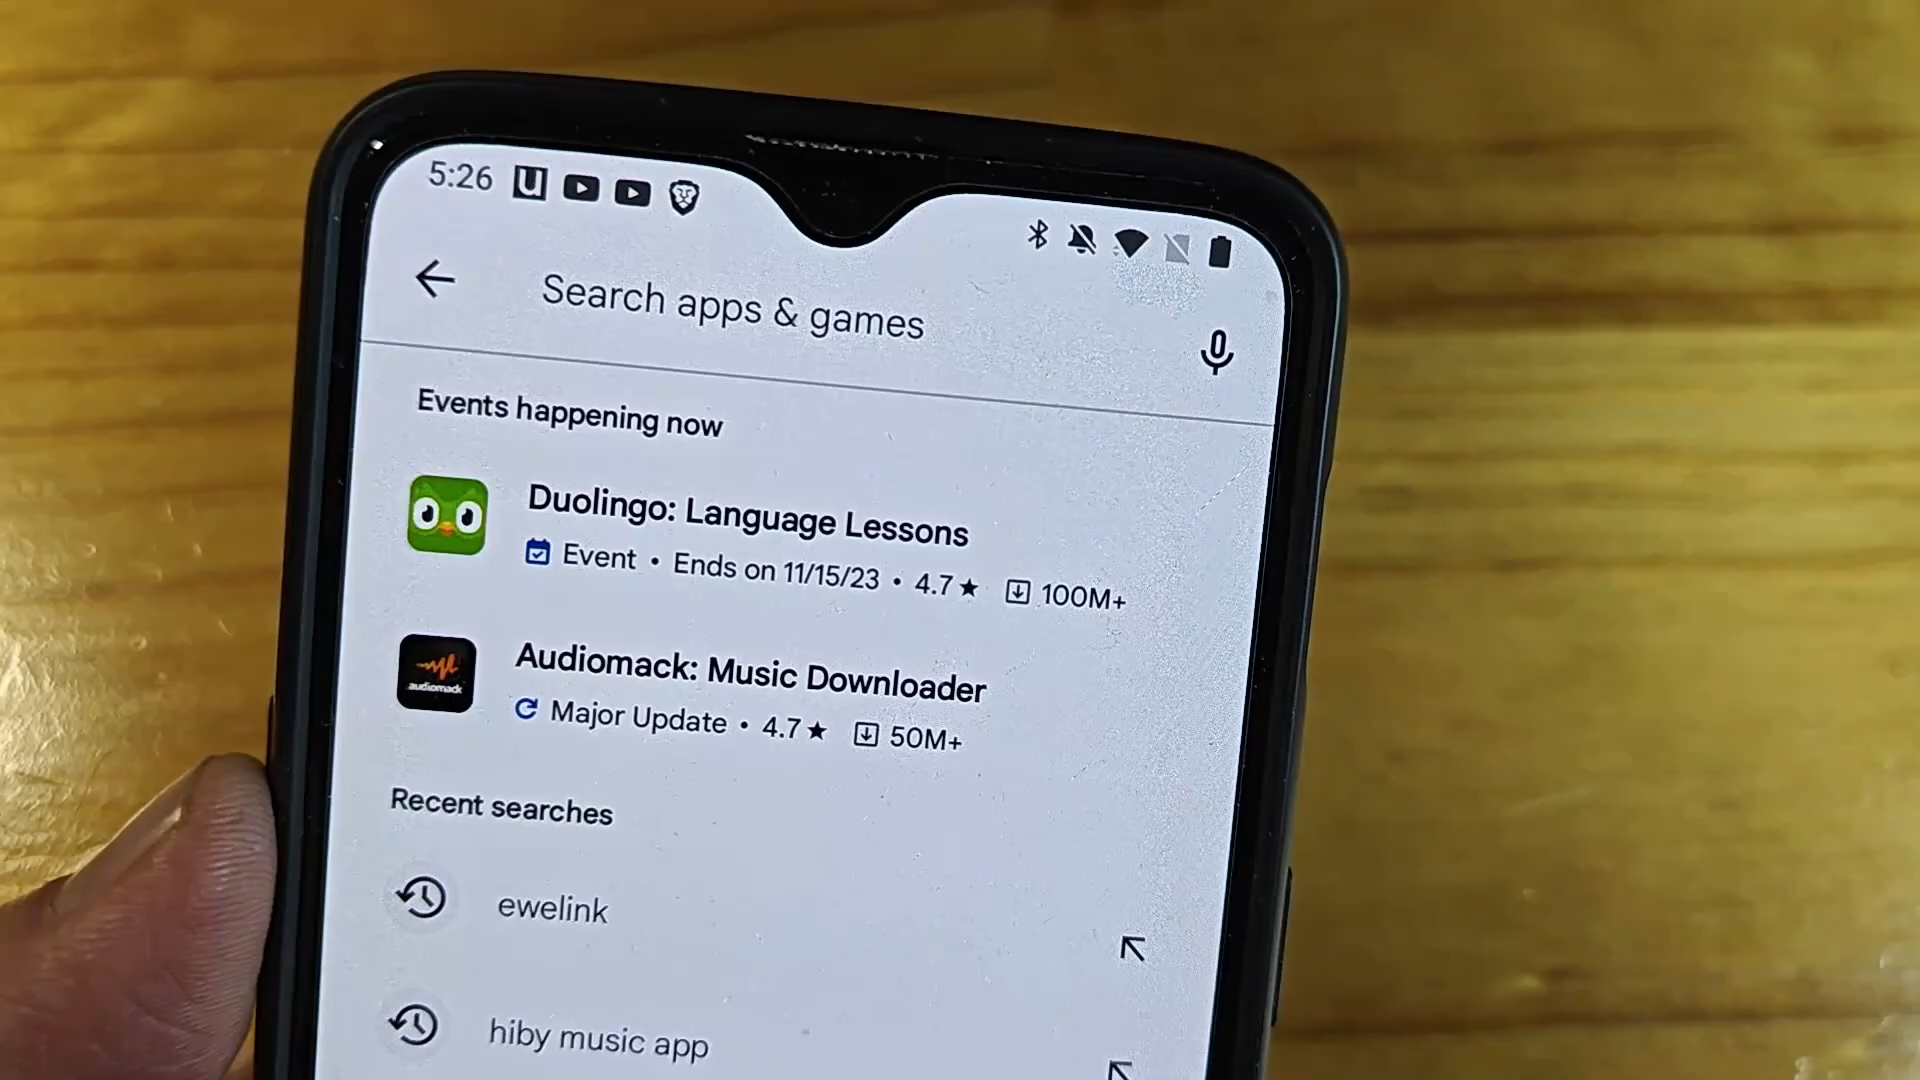 5:26
Search apps & games
Events happening now
Duolingo: Language Lessons
Event • Ends on 11/15/23 • 4.7★ 100M+
audiomack
Audiomack: Music Downloader
Major Update • 4.7★ 50M+
Recent searches
ewelink
hiby music app